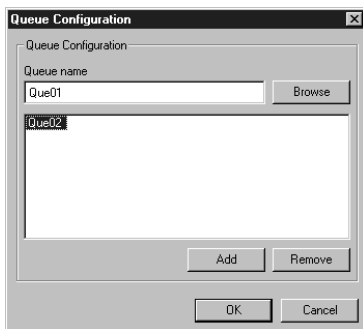 Queue Configuration
Queue Configuration
Queue name
Que01
Browse
Que02
Add
Remove
OK
Cancel